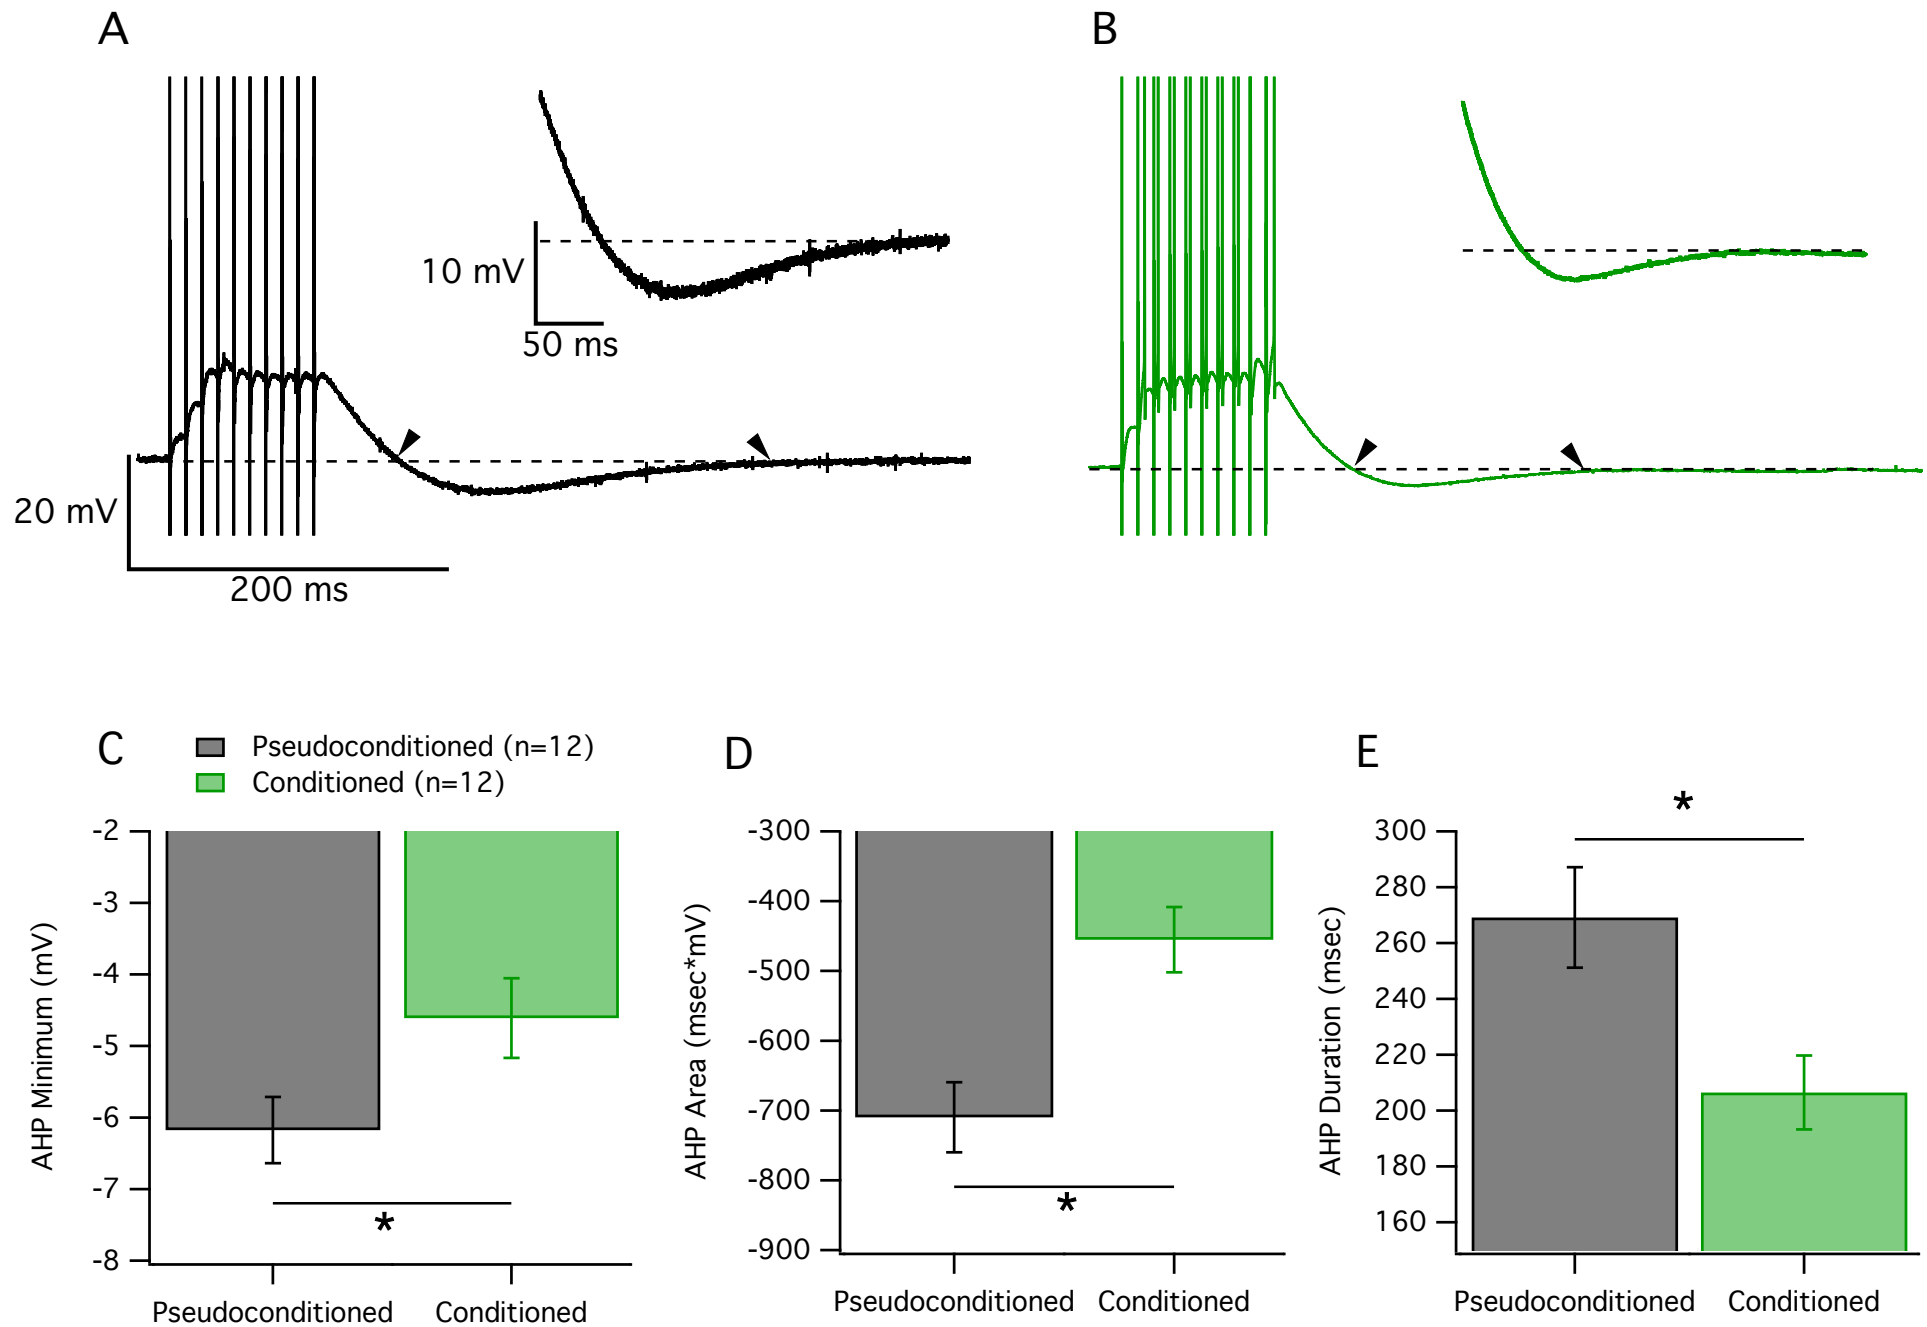 A
B
10 mV
50 ms
20 mV
200 ms
C
Pseudoconditioned (n=12)
Conditioned (n=12)
D
E
*
-2
-3
-4
-5
-6
-7
-8
AHP Minimum (mV)
*
Pseudoconditioned Conditioned
-300
-400
-500
-600
-700
-800
-900
AHP Area (msec*mV)
*
Pseudoconditioned Conditioned
300
280
260
240
220
200
180
160
AHP Duration (msec)
Pseudoconditioned Conditioned